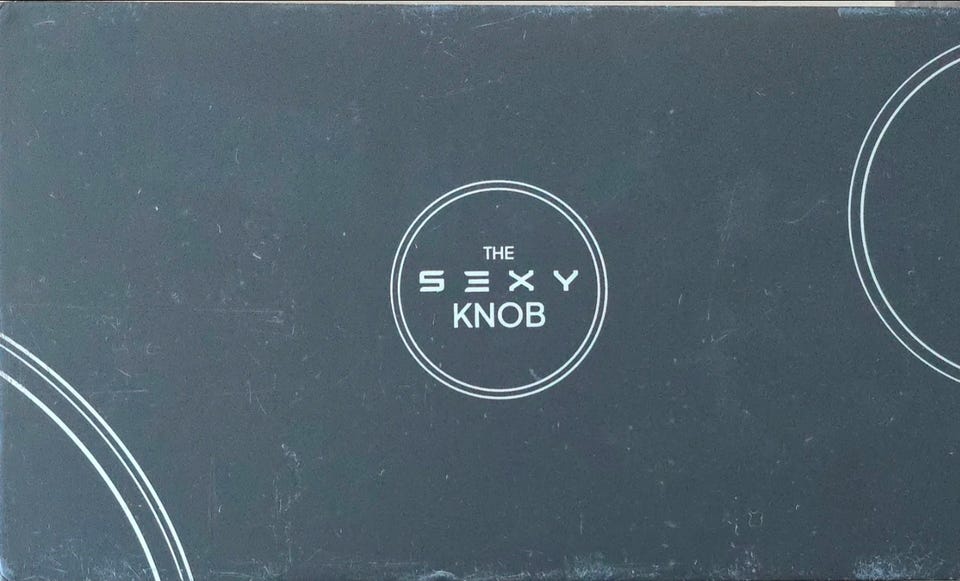 THE
SEXY
KNOB